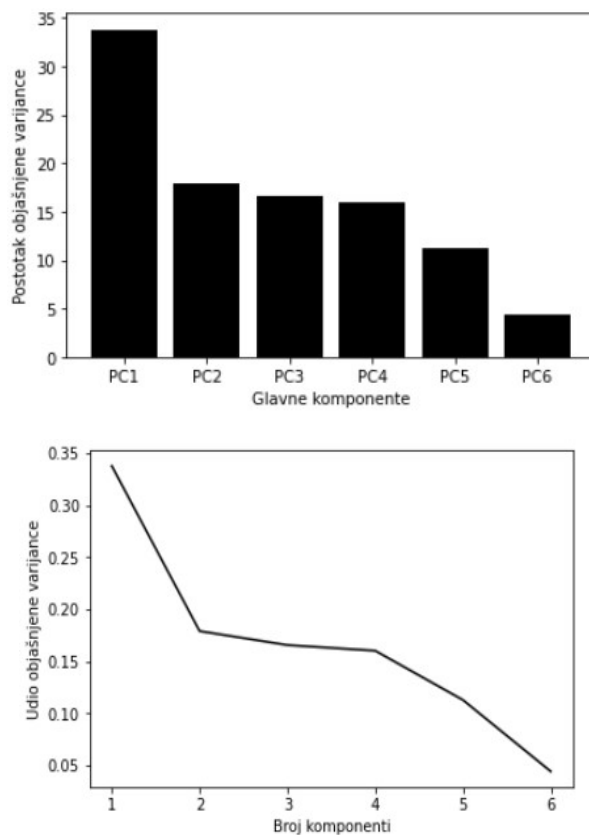 Postotak objašnjene varijance
35
30
25
20
15
10
5
0
PC1 PC2 PC3 PC4 PC5 PC6
Glavne komponente
Udio objašnjene varijance
0.35
0.30
0.25
0.20
0.15
0.10
0.05
1 2 3 4 5 6
Broj komponenti